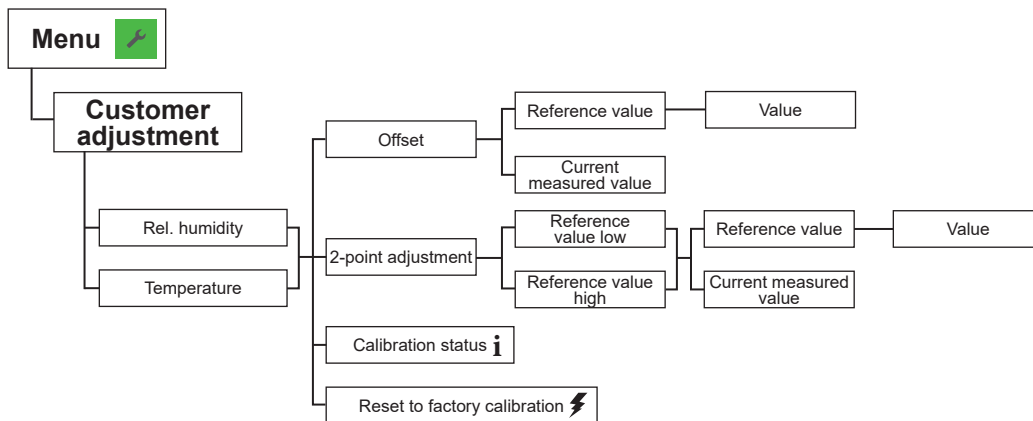 Menu
Customer
adjustment
Offset
Reference value
Value
Current
measured value
Rel. humidity
Temperature
2-point adjustment
Reference
value low
Reference value
high
Reference value
Value
Current measured
value
Calibration status i
Reset to factory calibration